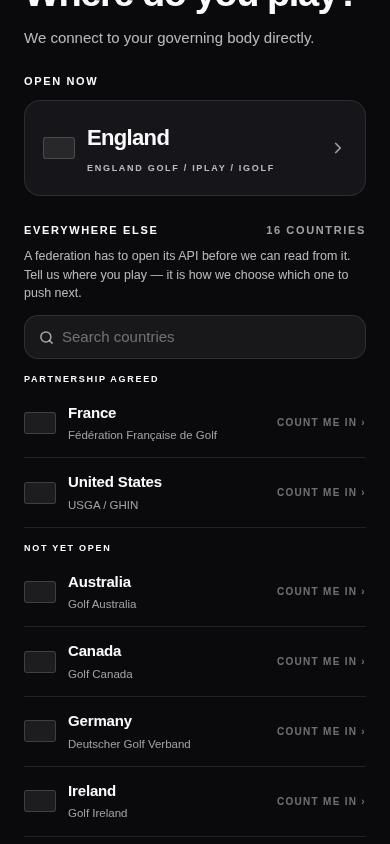 Where do you play?
We connect to your governing body directly.
OPEN NOW
England
ENGLAND GOLF / IPLAY / IGOLF
EVERYWHERE ELSE 16 COUNTRIES
A federation has to open its API before we can read from it.
Tell us where you play — it is how we choose which one to
push next.
Search countries
PARTNERSHIP AGREED
France
Fédération Française de Golf
COUNT ME IN ›
United States
USGA / GHIN
COUNT ME IN ›
NOT YET OPEN
Australia
Golf Australia
COUNT ME IN ›
Canada
Golf Canada
COUNT ME IN ›
Germany
Deutscher Golf Verband
COUNT ME IN ›
Ireland
Golf Ireland
COUNT ME IN ›